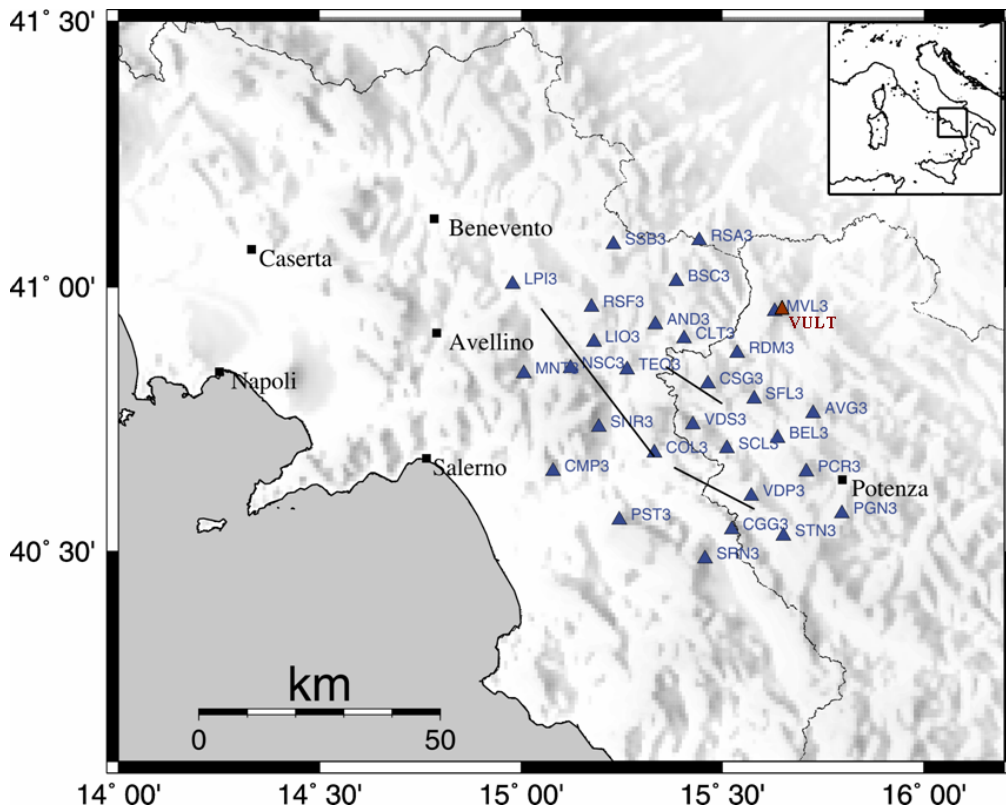 41˚ 30'
41˚ 00'
40˚ 30'
Benevento
Caserta
Avellino
Napoli
Salerno
Potenza
SSB3
RSA3
LPI3
BSC3
RSF3
MVL3
VULT
AND3
CLT3
LIO3
RDM3
NSC3
TEO3
CSG3
SFL3
AVG3
SNR3
VDS3
BEL3
SCL3
COL3
CMP3
PCR3
VDP3
PGN3
PST3
CGG3
STN3
SRN3
km
0
50
14˚ 00'
14˚ 30'
15˚ 00'
15˚ 30'
16˚ 00'